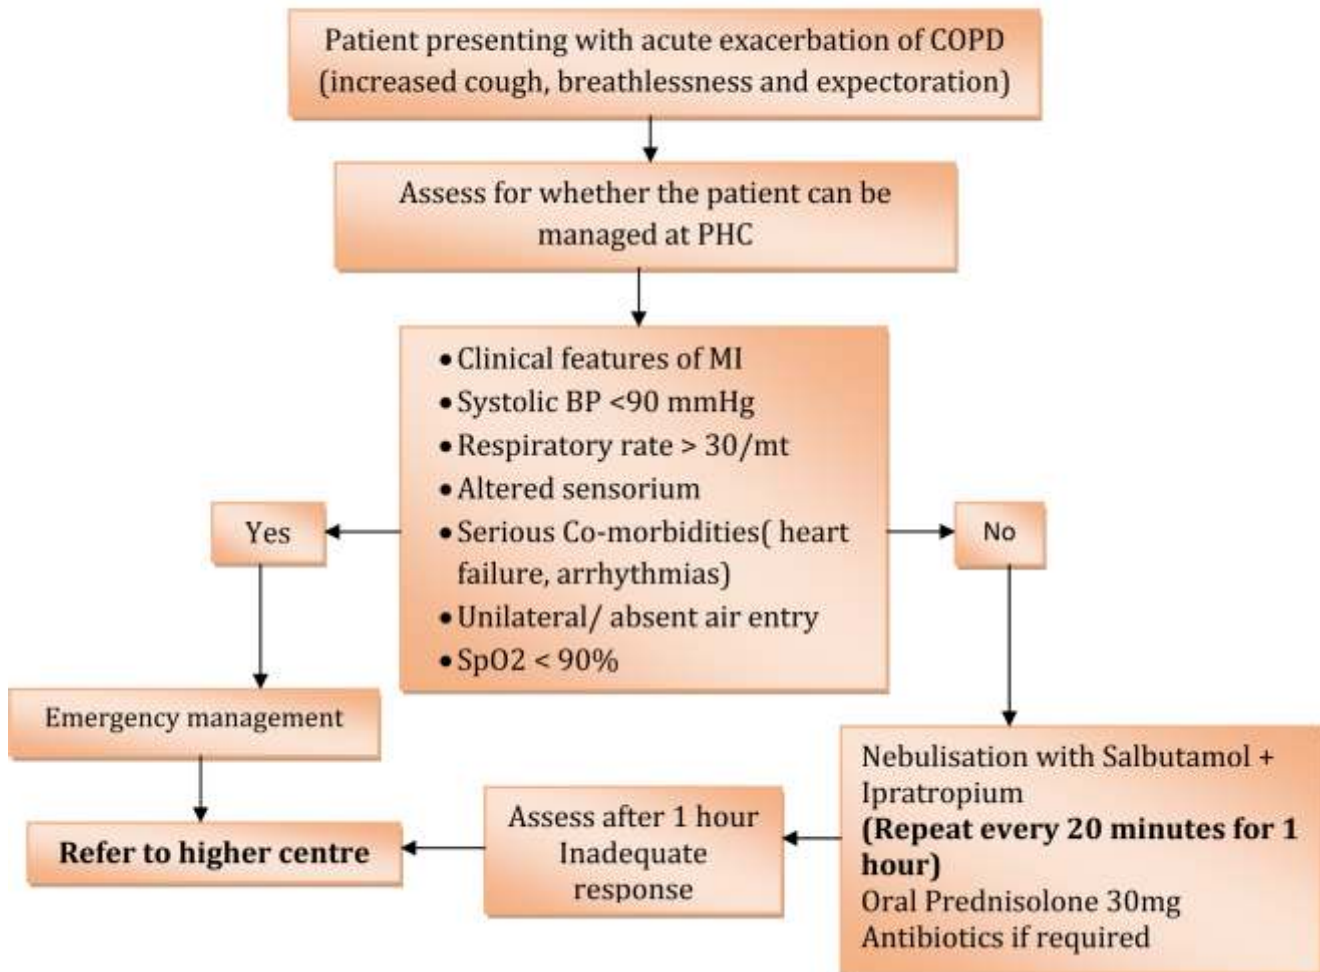 Patient presenting with acute exacerbation of COPD
(increased cough, breathlessness and expectoration)
Assess for whether the patient can be
managed at PHC
• Clinical features of MI
• Systolic BP <90 mmHg
• Respiratory rate > 30/mt
• Altered sensorium
• Serious Co-morbidities( heart
failure, arrhythmias)
• Unilateral/ absent air entry
• SpO2 < 90%
Yes
No
Emergency management
Refer to higher centre
Assess after 1 hour
Inadequate
response
Nebulisation with Salbutamol +
Ipratropium
(Repeat every 20 minutes for 1
hour)
Oral Prednisolone 30mg
Antibiotics if required